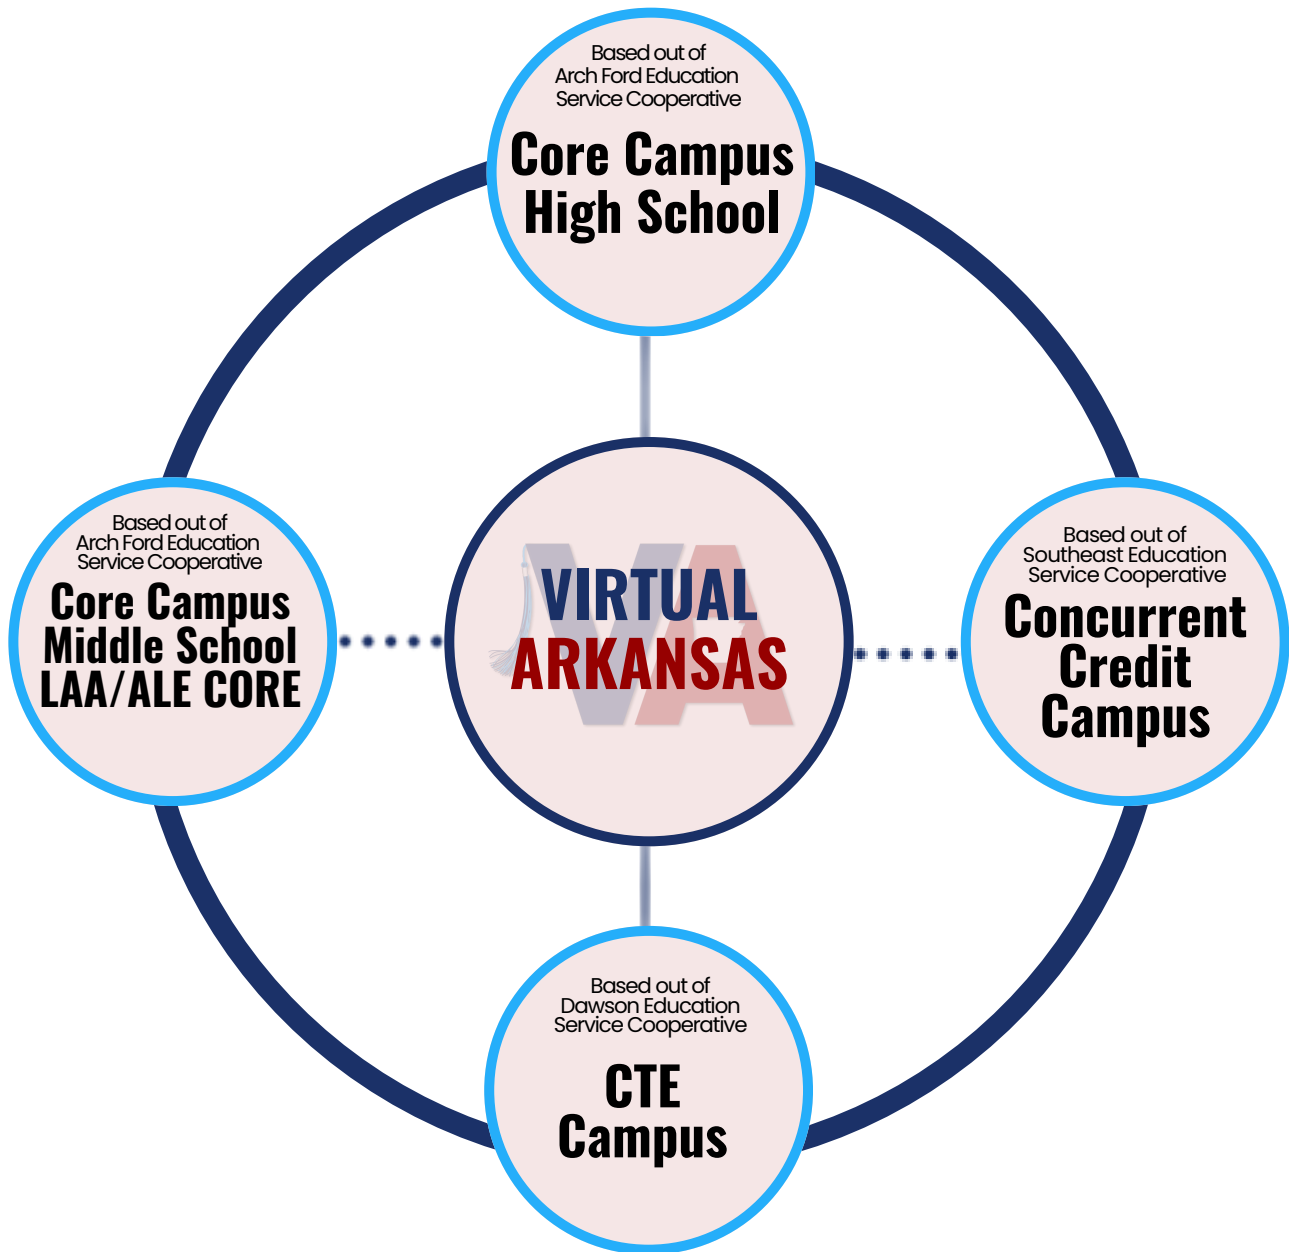 Based out of
Arch Ford Education
Service Cooperative
Core Campus
High School
Based out of
Arch Ford Education
Service Cooperative
Core Campus
Middle School
LAA/ALE CORE
VA
VIRTUAL
ARKANSAS
Based out of
Southeast Education
Service Cooperative
Concurrent
Credit
Campus
Based out of
Dawson Education
Service Cooperative
CTE
Campus